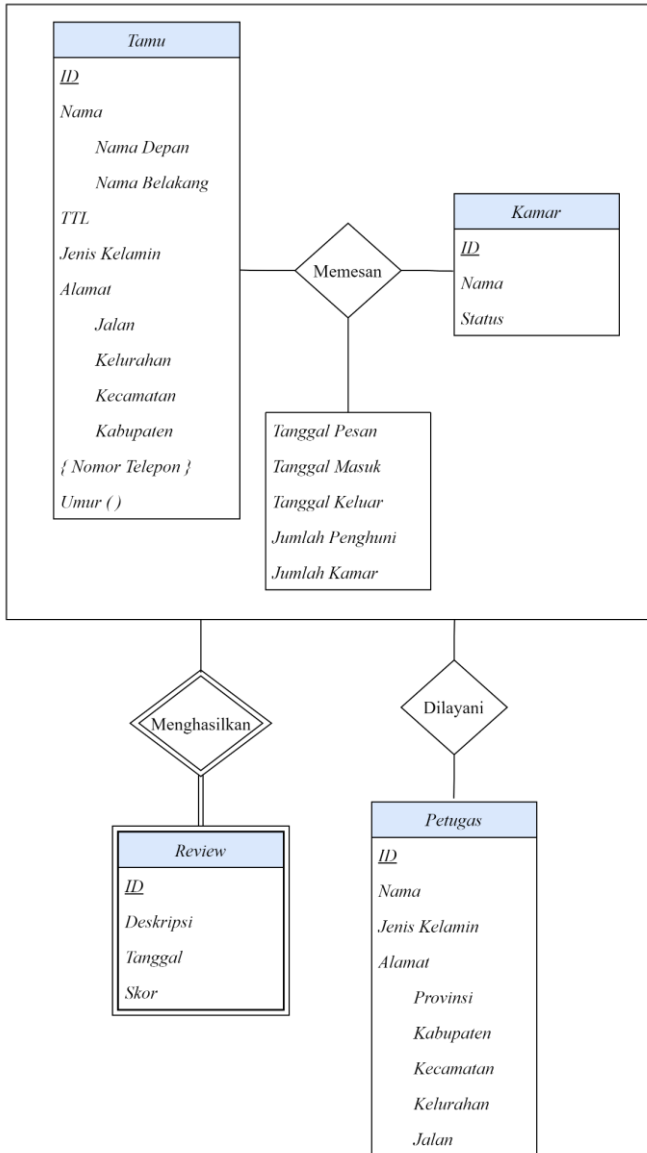 Tamu
ID
Nama
Nama Depan
Nama Belakang
TTL
Jenis Kelamin
Alamat
Jalan
Kelurahan
Kecamatan
Kabupaten
{ Nomor Telepon }
Umur ( )
Memesan
Kamar
ID
Nama
Status
Tanggal Pesan
Tanggal Masuk
Tanggal Keluar
Jumlah Penghuni
Jumlah Kamar
Menghasilkan
Dilayani
Review
ID
Deskripsi
Tanggal
Skor
Petugas
ID
Nama
Jenis Kelamin
Alamat
Provinsi
Kabupaten
Kecamatan
Kelurahan
Jalan